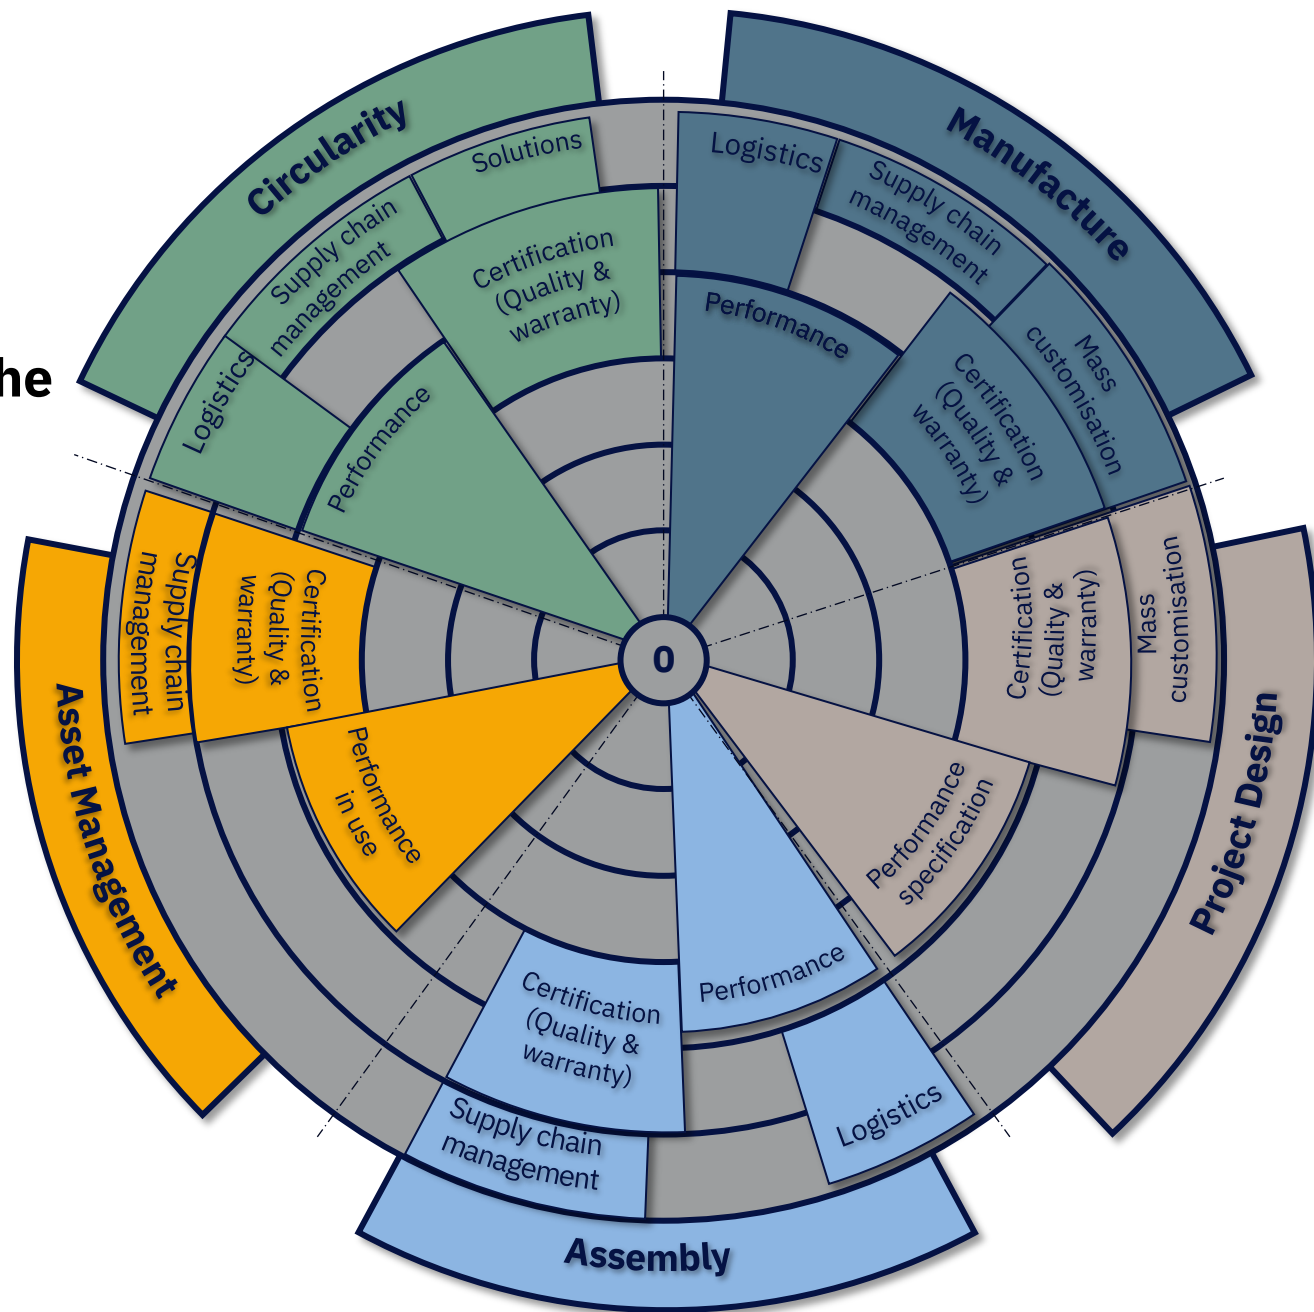 he
Circularity
Solutions
Supply chain
management
Certification
(Quality &
warranty)
Logistics
Performance
Manufacture
Logistics
Supply chain
management
Performance
Mass
customisation
Certification
(Quality &
warranty)
0
Project Design
Certification
(Quality &
warranty)
Mass
customisation
Performance
specification
Asset Management
Supply chain
management
Certification
(Quality &
warranty)
Performance
in use
Assembly
Performance
Certification
(Quality &
warranty)
Logistics
Supply chain
management